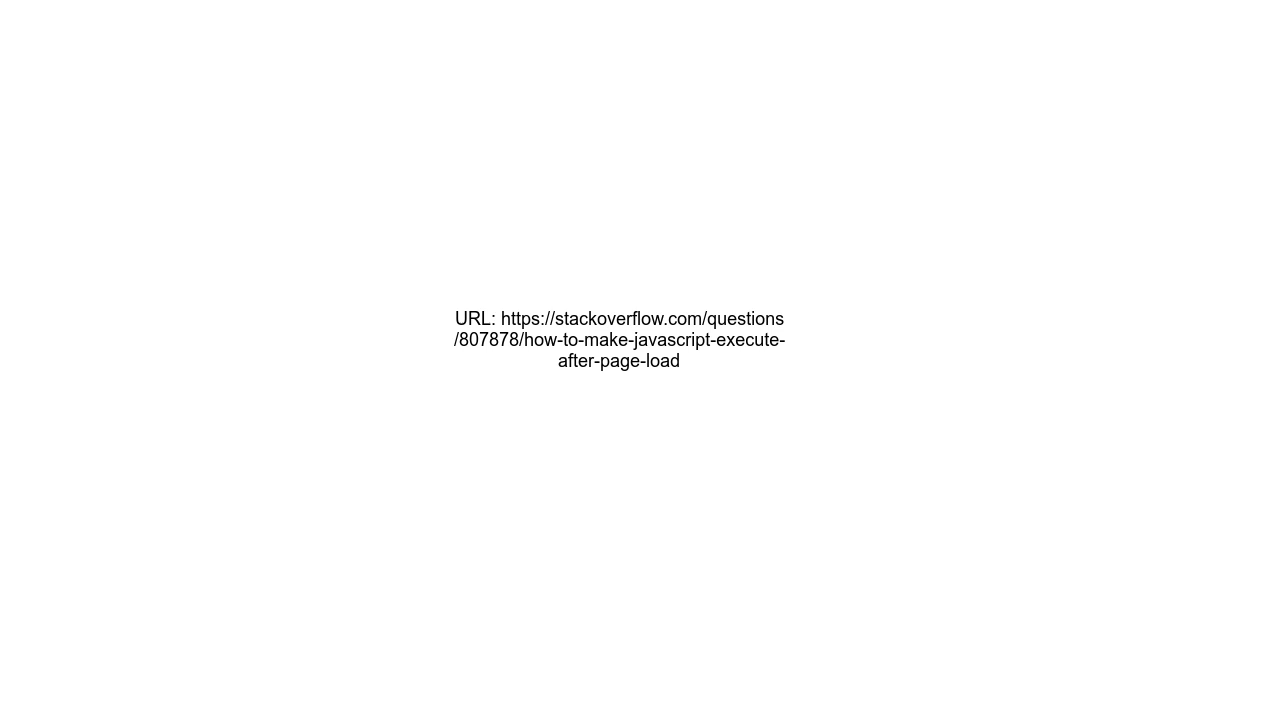 URL: https://stackoverflow.com/questions
/807878/how-to-make-javascript-execute-
after-page-load